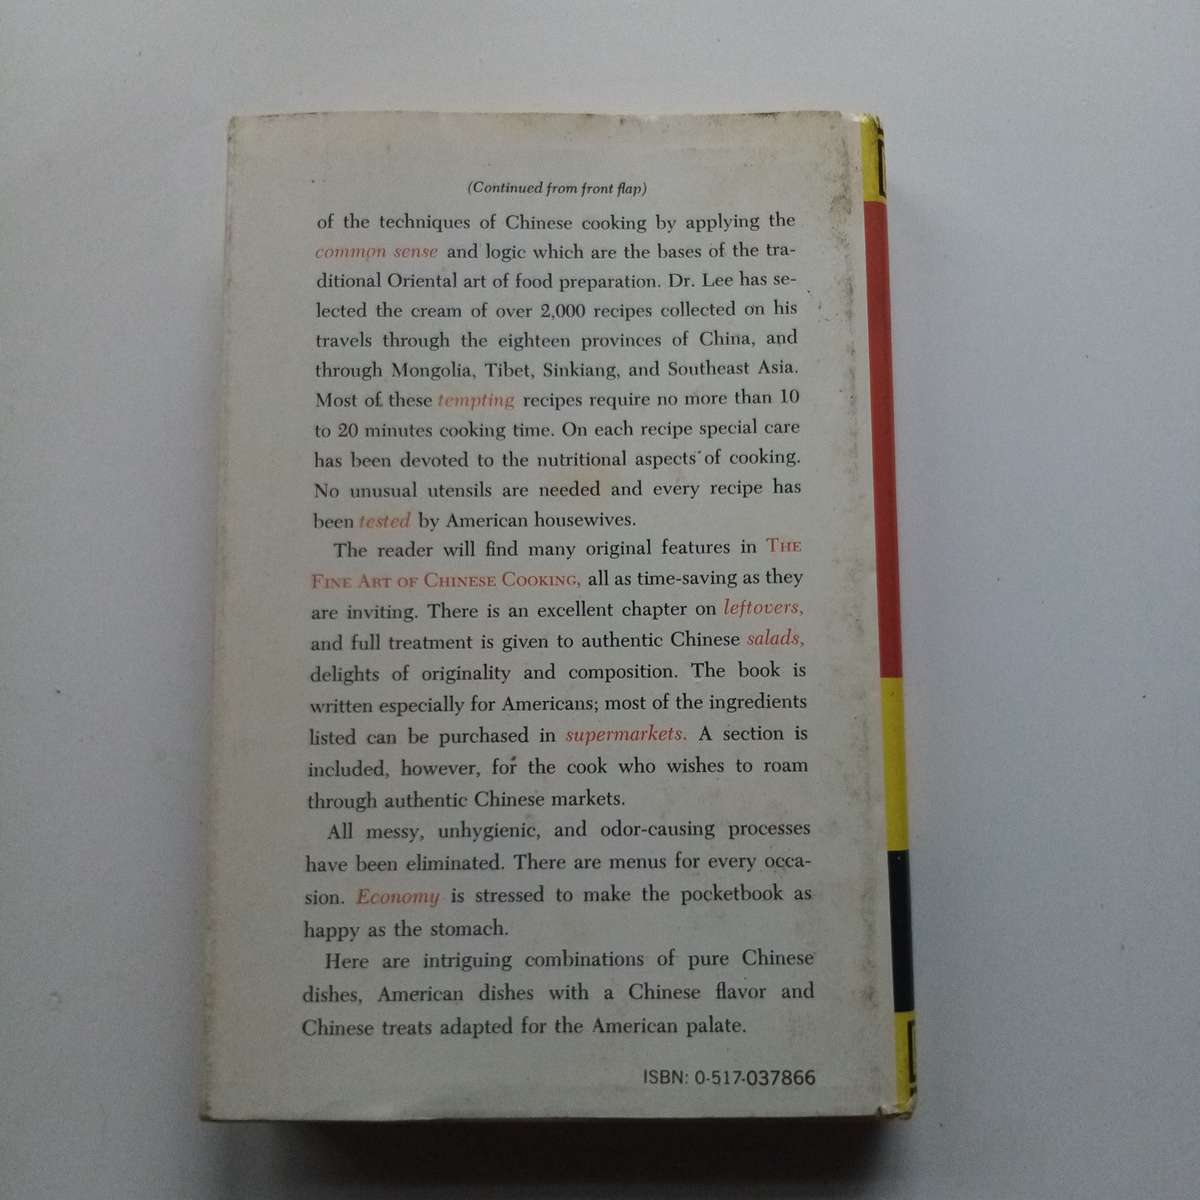 (Continued from front flap)
of the techniques of Chinese cooking by applying the
common sense and logic which are the bases of the tra-
ditional Oriental art of food preparation. Dr. Lee has se-
lected the cream of over 2,000 recipes collected on his
travels through the eighteen provinces of China, and
through Mongolia, Tibet, Sinkiang, and Southeast Asia.
Most of these tempting recipes require no more than 10
to 20 minutes cooking time. On each recipe special care
has been devoted to the nutritional aspects of cooking.
No unusual utensils are needed and every recipe has
been tested by American housewives.
The reader will find many original features in THE
FINE ART OF CHINESE COOKING, all as time-saving as they
are inviting. There is an excellent chapter on leftovers,
and full treatment is given to authentic Chinese salads,
delights of originality and composition. The book is
written especially for Americans; most of the ingredients
listed can be purchased in supermarkets. A section is
included, however, for the cook who wishes to roam
through authentic Chinese markets.
All messy, unhygienic, and odor-causing processes
have been eliminated. There are menus for every occa-
sion. Economy is stressed to make the pocketbook as
happy as the stomach.
Here are intriguing combinations of pure Chinese
dishes, American dishes with a Chinese flavor and
Chinese treats adapted for the American palate.
ISBN: 0-517-037866